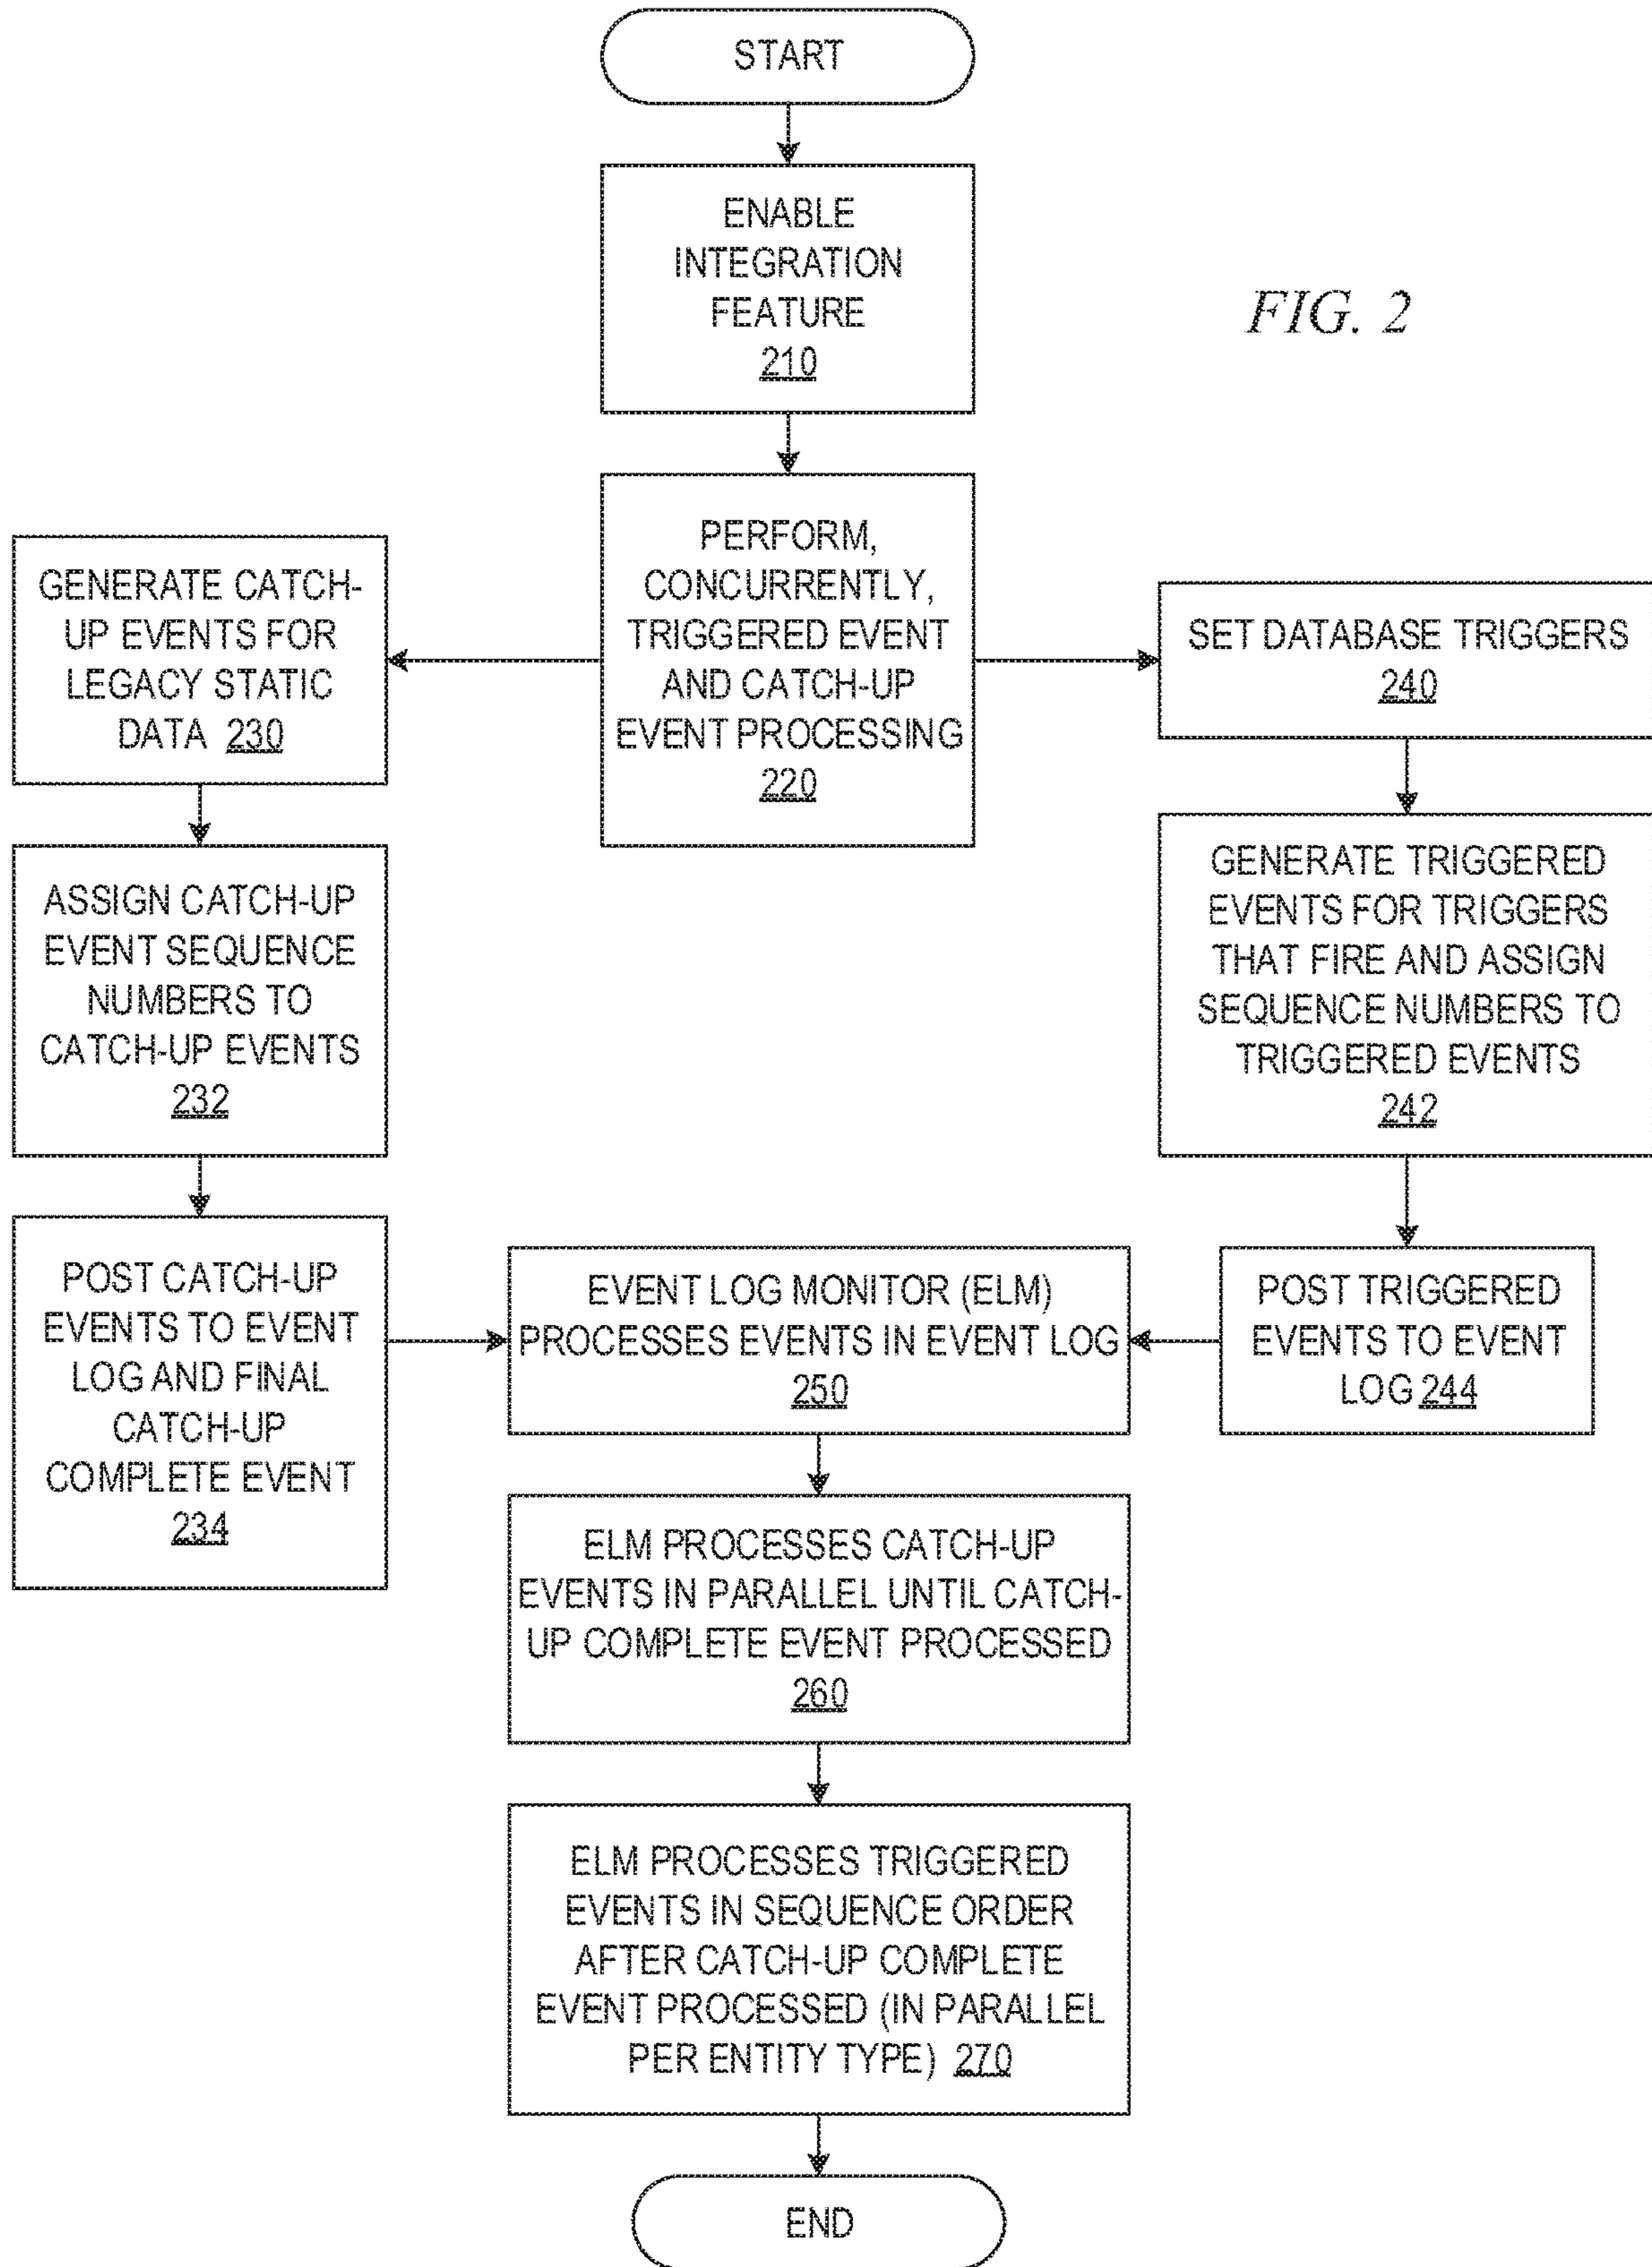 START
ENABLE
INTEGRATION
FEATURE
210
FIG. 2
PERFORM,
CONCURRENTLY,
TRIGGERED EVENT
AND CATCH-UP
EVENT PROCESSING
220
GENERATE CATCH-
UP EVENTS FOR
LEGACY STATIC
DATA 230
ASSIGN CATCH-UP
EVENT SEQUENCE
NUMBERS TO
CATCH-UP EVENTS
232
POST CATCH-UP
EVENTS TO EVENT
LOG AND FINAL
CATCH-UP
COMPLETE EVENT
234
SET DATABASE TRIGGERS
240
GENERATE TRIGGERED
EVENTS FOR TRIGGERS
THAT FIRE AND ASSIGN
SEQUENCE NUMBERS TO
TRIGGERED EVENTS
242
POST TRIGGERED
EVENTS TO EVENT
LOG 244
EVENT LOG MONITOR (ELM)
PROCESSES EVENTS IN EVENT LOG
250
ELM PROCESSES CATCH-UP
EVENTS IN PARALLEL UNTIL CATCH-
UP COMPLETE EVENT PROCESSED
260
ELM PROCESSES TRIGGERED
EVENTS IN SEQUENCE ORDER
AFTER CATCH-UP COMPLETE
EVENT PROCESSED (IN PARALLEL
PER ENTITY TYPE) 270
END